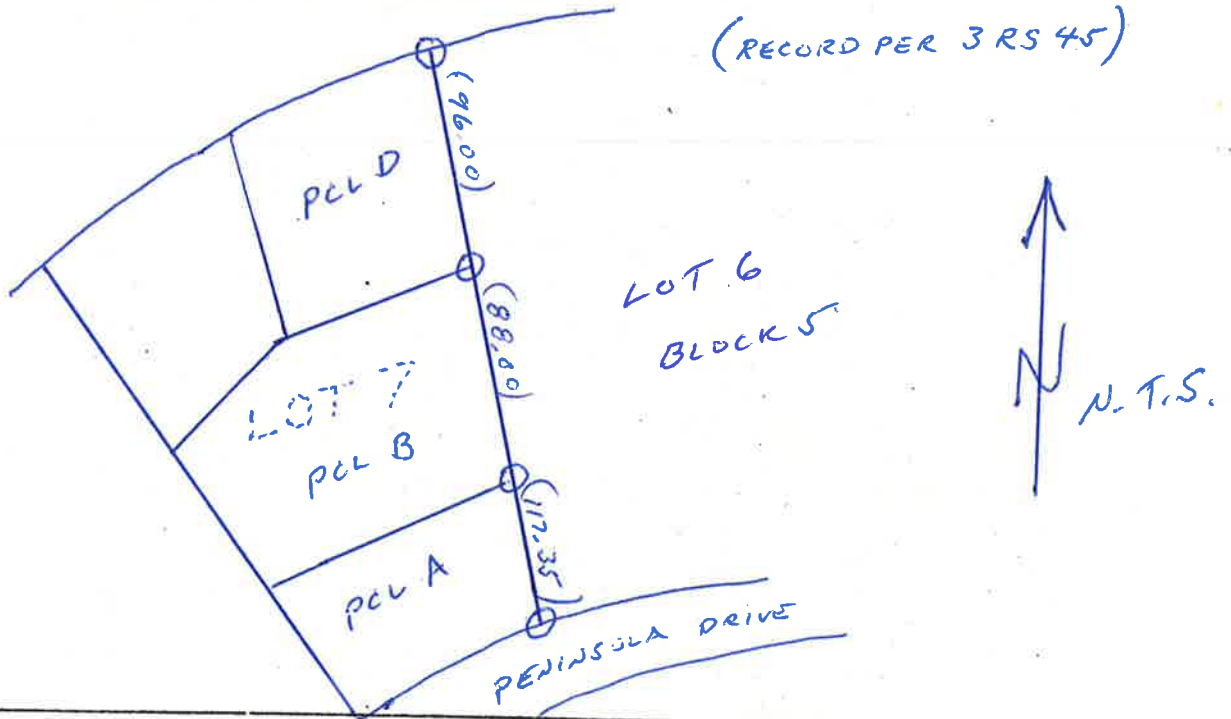 (RECORD PER 3 RS 45)
(96.00)
PCL D
LOT 6
BLOCK 5
(88.80)
N
N.T.S.
LOT 7
PCL B
(117.35)
PCL A
PENINSULA DRIVE